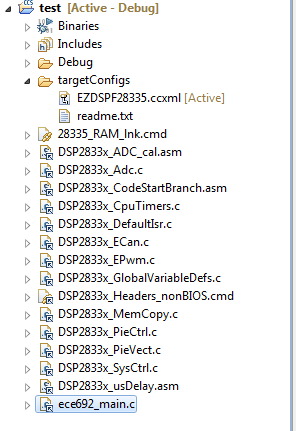 CCS
test [Active - Debug]
Binaries
Includes
Debug
targetConfigs
EZDSPF28335.ccxml [Active]
readme.txt
28335_RAM_lnk.cmd
DSP2833x_ADC_cal.asm
DSP2833x_Adc.c
DSP2833x_CodeStartBranch.asm
DSP2833x_CpuTimers.c
DSP2833x_DefaultIsr.c
DSP2833x_ECan.c
DSP2833x_EPwm.c
DSP2833x_GlobalVariableDefs.c
DSP2833x_Headers_nonBIOS.cmd
DSP2833x_MemCopy.c
DSP2833x_PieCtrl.c
DSP2833x_PieVect.c
DSP2833x_SysCtrl.c
DSP2833x_usDelay.asm
ece692_main.c